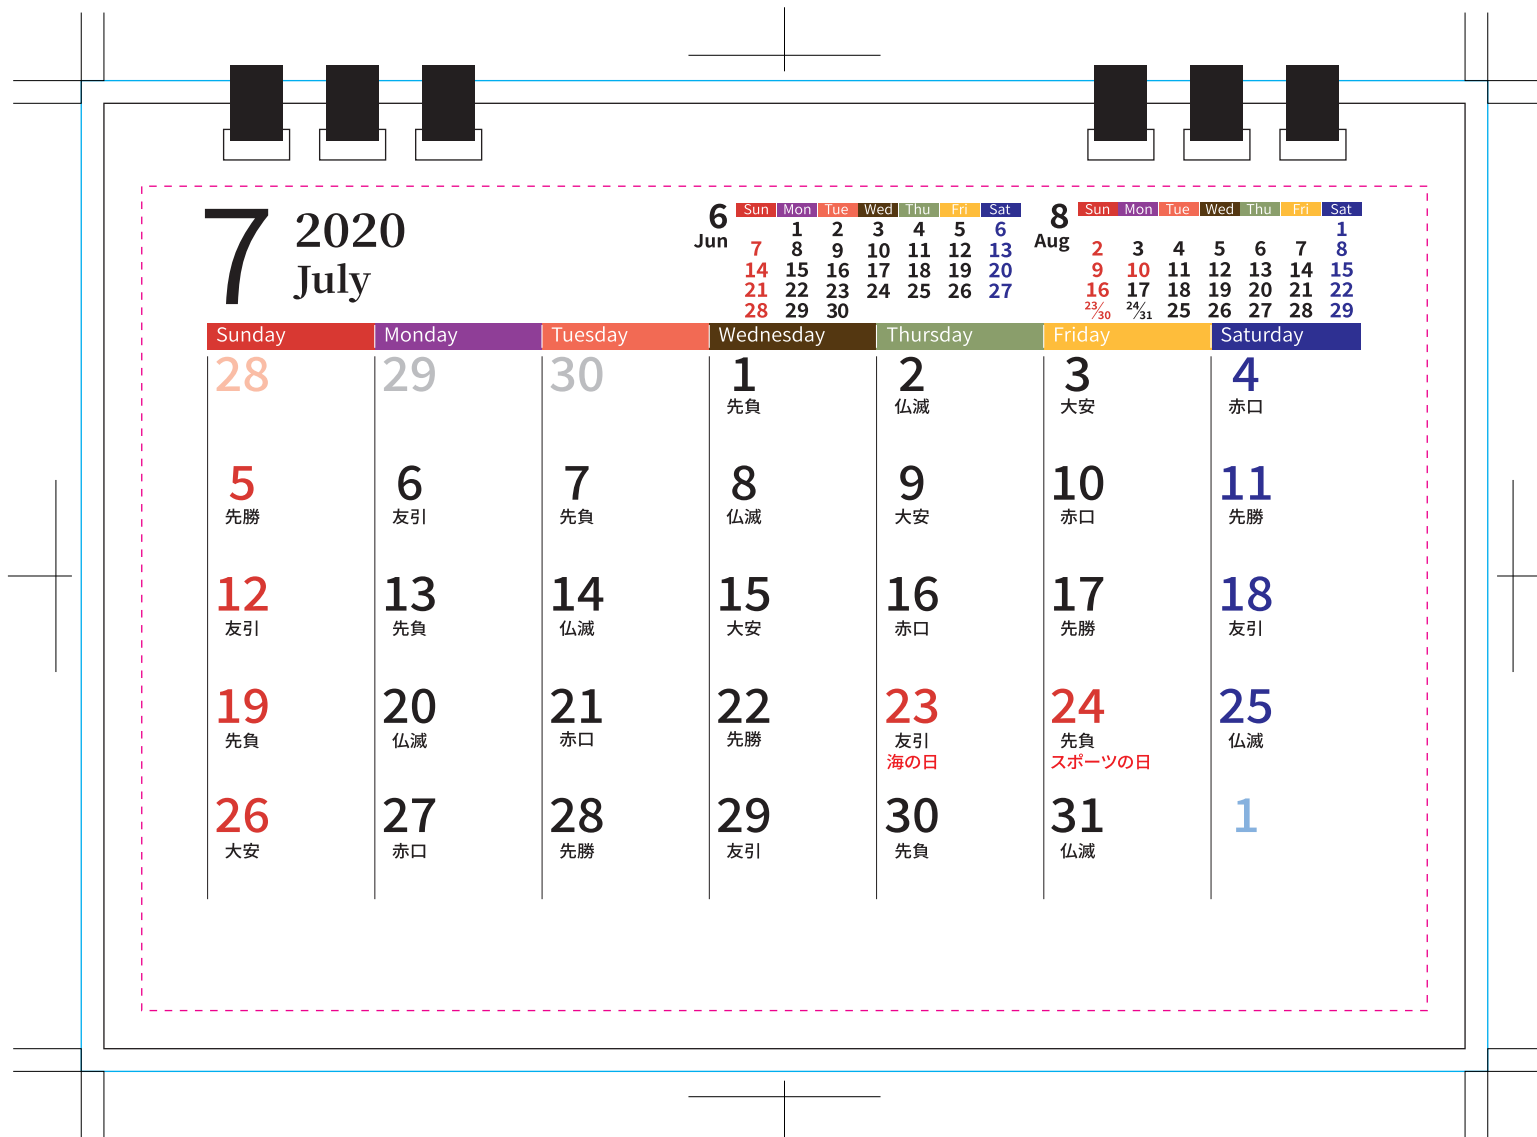 7
2020
July
6
Jun
Sun Mon Tue Wed Thu Fri Sat
1 2 3 4 5 6
7 8 9 10 11 12 13
14 15 16 17 18 19 20
21 22 23 24 25 26 27
28 29 30
8
Aug
Sun Mon Tue Wed Thu Fri Sat
1
2 3 4 5 6 7 8
9 10 11 12 13 14 15
16 17 18 19 20 21 22
23/30 24/31 25 26 27 28 29
Sunday Monday Tuesday Wednesday Thursday Friday Saturday
28 29 30 1 2 3 4
先負 仏滅 大安 赤口
5 6 7 8 9 10 11
先勝 友引 先負 仏滅 大安 赤口 先勝
12 13 14 15 16 17 18
友引 先負 仏滅 大安 赤口 先勝 友引
19 20 21 22 23 24 25
先負 仏滅 赤口 先勝 友引 先負 仏滅
海の日 スポーツの日
26 27 28 29 30 31 1
大安 赤口 先勝 友引 先負 仏滅